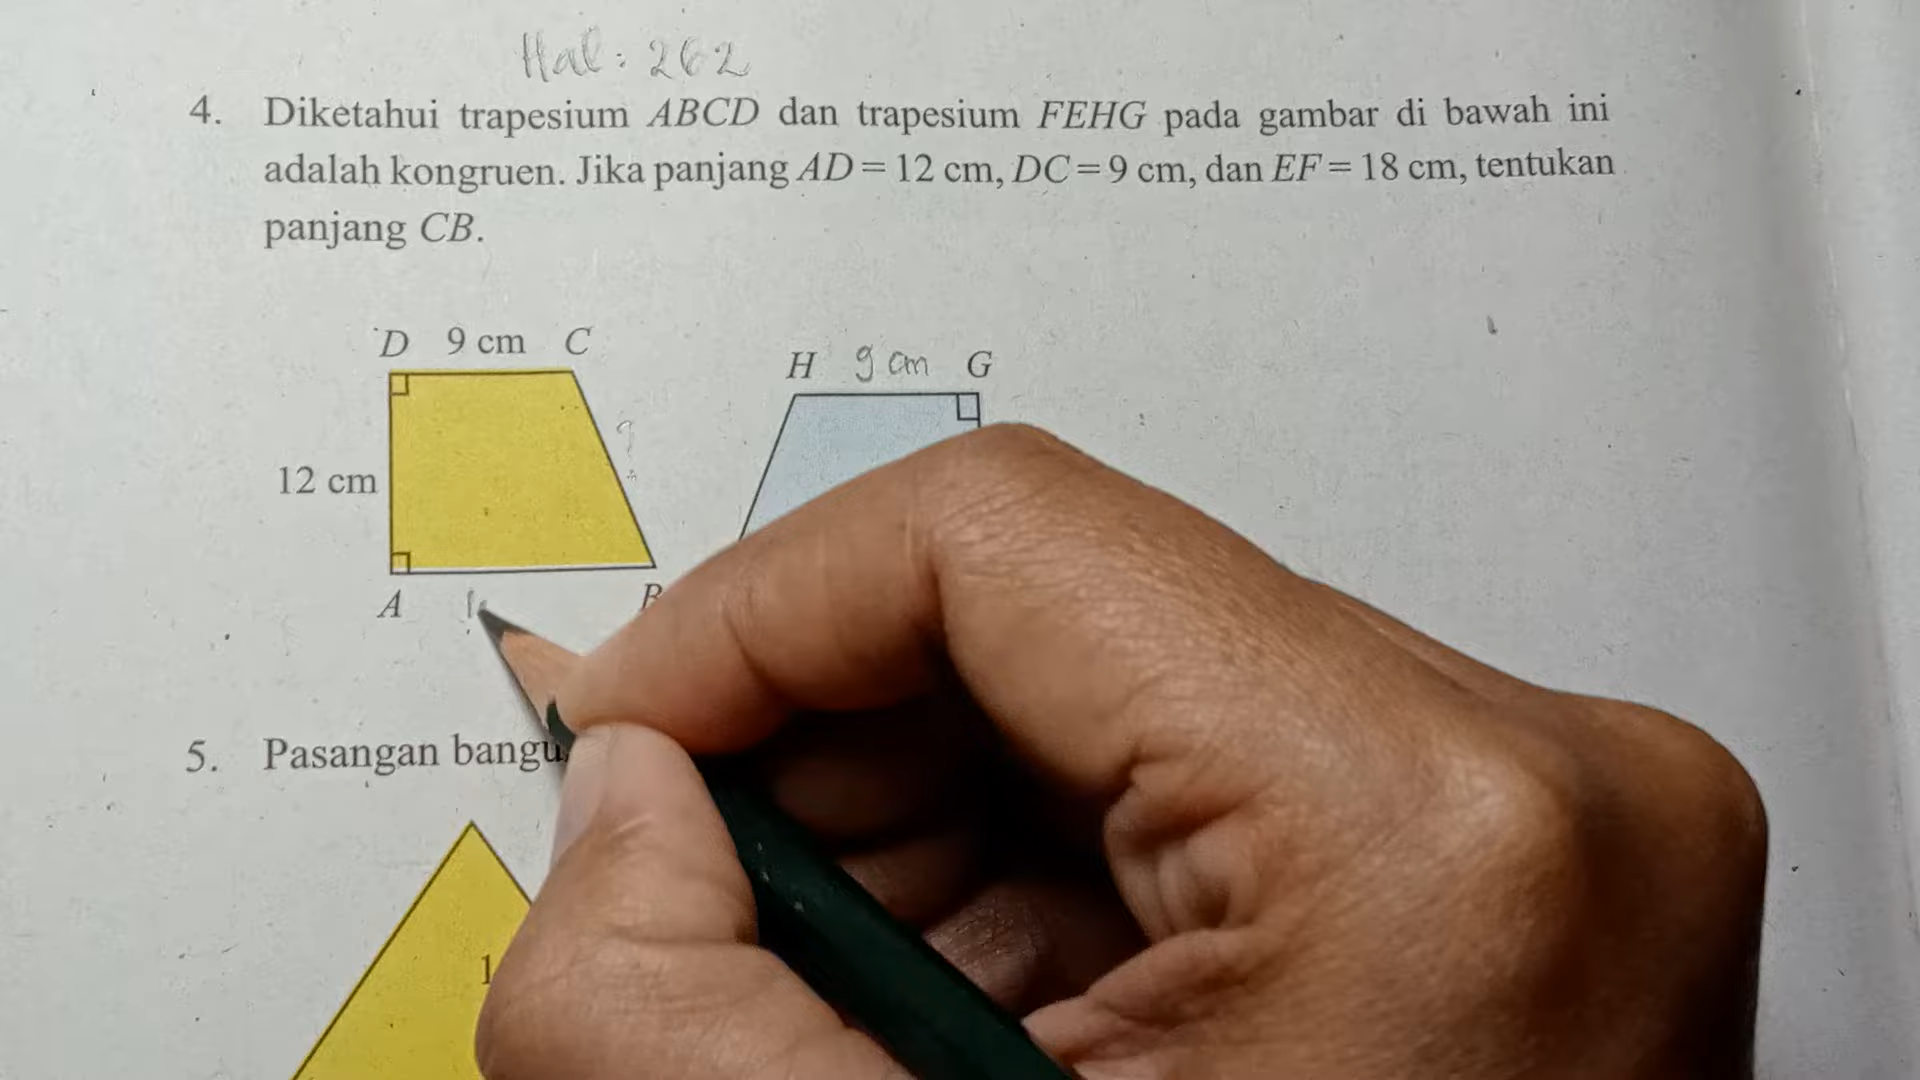 Hal: 262
4. Diketahui trapesium ABCD dan trapesium FEHG pada gambar di bawah ini
adalah kongruen. Jika panjang AD = 12 cm, DC = 9 cm, dan EF = 18 cm, tentukan
panjang CB.
D 9 cm C
H 9 cm G
?
12 cm
A B
5. Pasangan
1